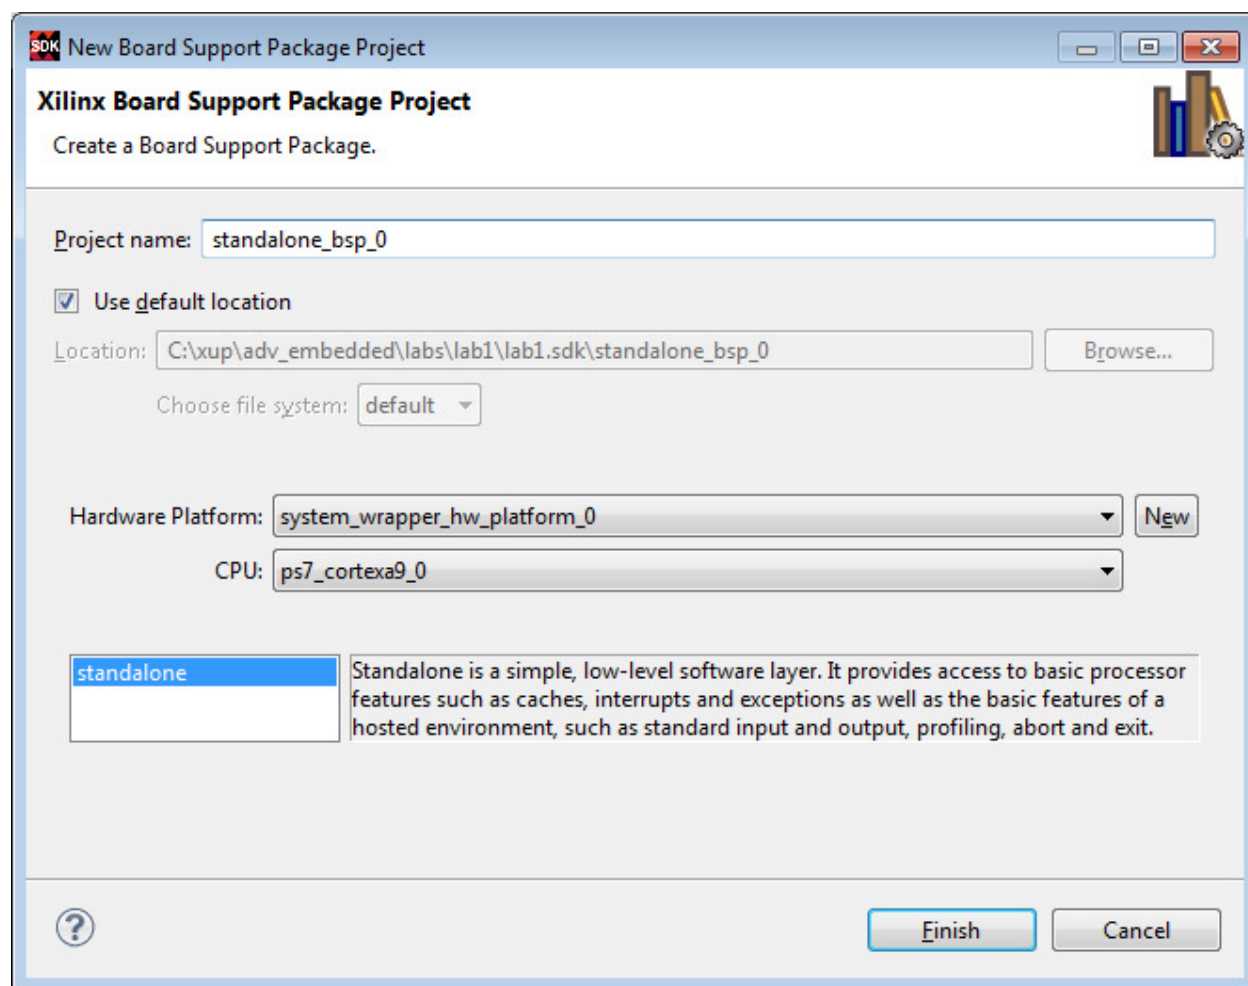 SDK New Board Support Package Project
Xilinx Board Support Package Project
Create a Board Support Package.
Project name: standalone_bsp_0
Use default location
Location: C:\xup\adv_embedded\labs\lab1\lab1.sdk\standalone_bsp_0 Browse...
Choose file system: default
Hardware Platform: system_wrapper_hw_platform_0 New
CPU: ps7_cortexa9_0
standalone
Standalone is a simple, low-level software layer. It provides access to basic processor
features such as caches, interrupts and exceptions as well as the basic features of a
hosted environment, such as standard input and output, profiling, abort and exit.
? Finish Cancel